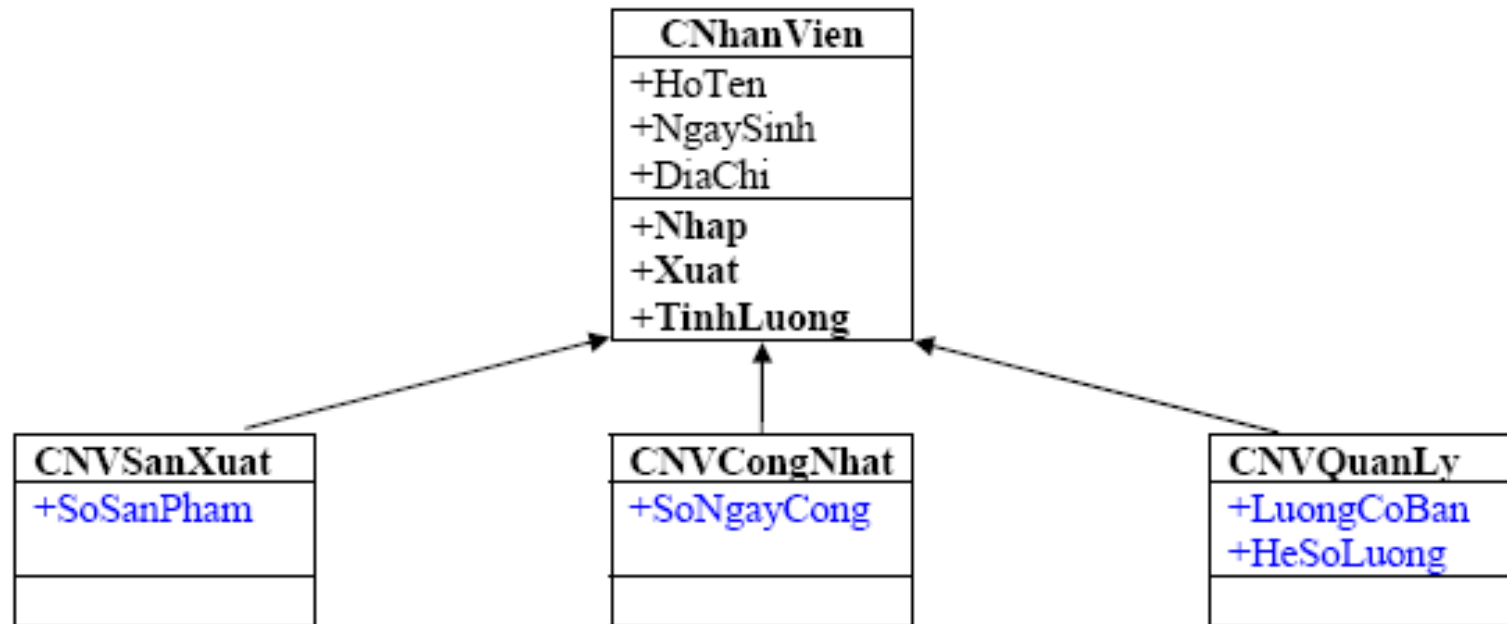 CNhanVien
+HoTen
+NgaySinh
+DiaChi
+Nhap
+Xuat
+TinhLuong
CNVSanXuat
+SoSanPham
CNVCongNhat
+SoNgayCong
CNVQuanLy
+LuongCoBan
+HeSoLuong